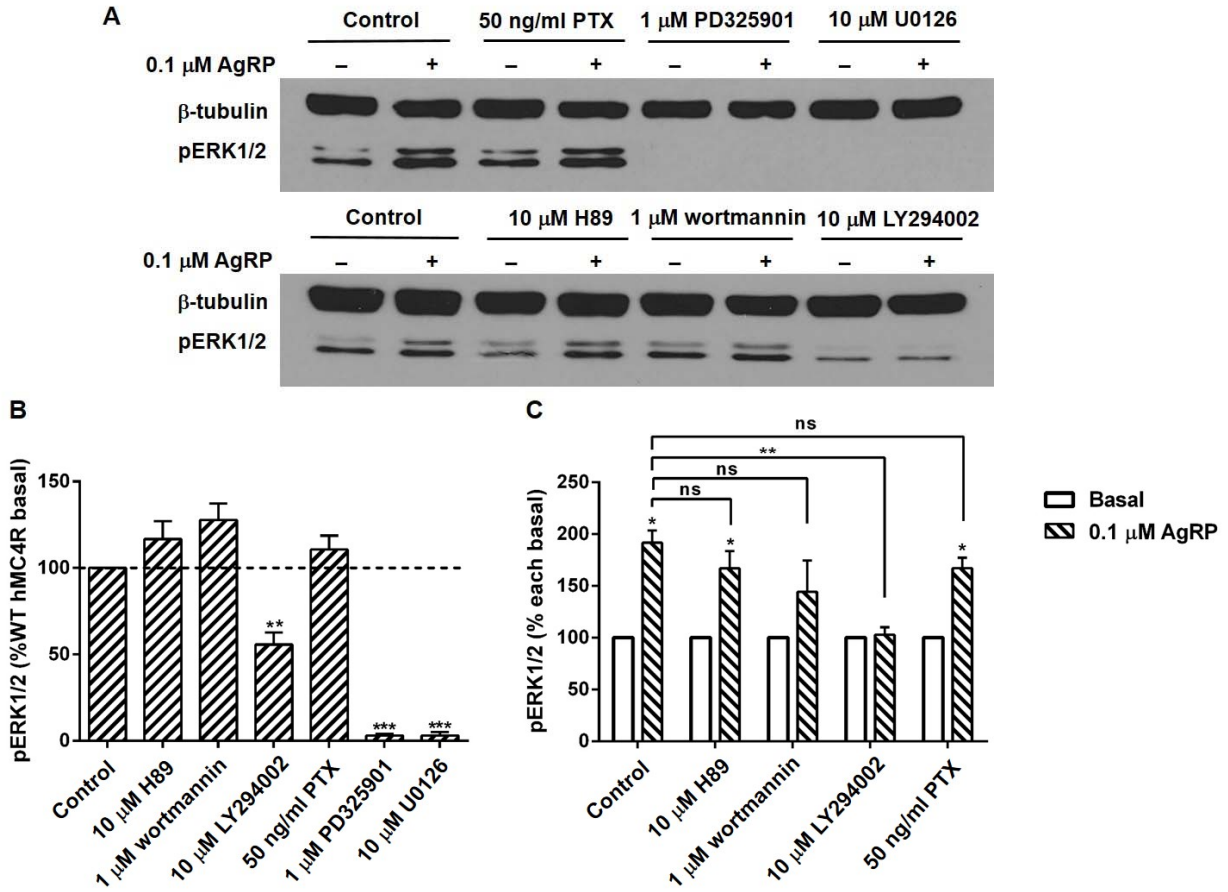 A
Control 50 ng/ml PTX 1 μM PD325901 10 μM U0126
0.1 μM AgRP – + – + – + – +
β-tubulin
pERK1/2
Control 10 μM H89 1 μM wortmannin 10 μM LY294002
0.1 μM AgRP – + – + – + – +
β-tubulin
pERK1/2
B
pERK1/2 (%WT hMC4R basal)
150
100
50
0
**
***
***
Control
10 μM H89
1 μM wortmannin
10 μM LY294002
50 ng/ml PTX
1 μM PD325901
10 μM U0126
C
pERK1/2 (% each basal)
250
200
150
100
50
0
ns
**
ns
ns
*
*
*
Control
10 μM H89
1 μM wortmannin
10 μM LY294002
50 ng/ml PTX
Basal
0.1 μM AgRP